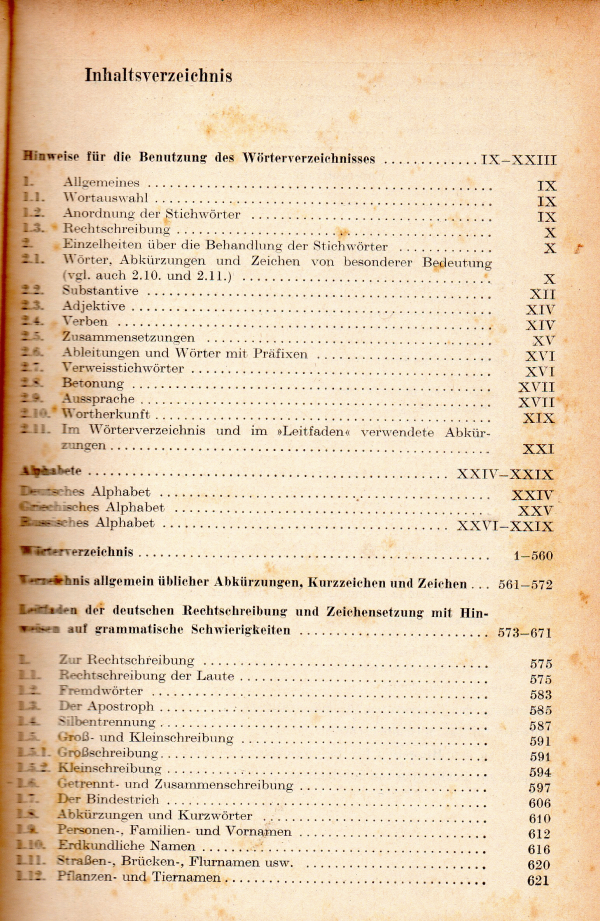 Inhaltsverzeichnis
Hinweise für die Benutzung des Wörterverzeichnisses ............. IX–XXIII
1. Allgemeines ............................................. IX
1.1. Wortauswahl ............................................. IX
1.2. Anordnung der Stichwörter ............................... IX
1.3. Rechtschreibung ......................................... X
2. Einzelheiten über die Behandlung der Stichwörter ............ X
2.1. Wörter, Abkürzungen und Zeichen von besonderer Bedeutung
(vgl. auch 2.10. und 2.11.) ................................. X
2.2. Substantive ............................................. XII
2.3. Adjektive ............................................... XIV
2.4. Verben .................................................. XIV
2.5. Zusammensetzungen ....................................... XV
2.6. Ableitungen und Wörter mit Präfixen ..................... XVI
2.7. Verweisstichwörter ...................................... XVI
2.8. Betonung ................................................ XVII
2.9. Aussprache .............................................. XVII
2.10. Wortherkunft ........................................... XIX
2.11. Im Wörterverzeichnis und im »Leitfaden« verwendete Abkür-
zungen ...................................................... XXI
Alphabete ................................................... XXIV–XXIX
Deutsches Alphabet .......................................... XXIV
Griechisches Alphabet ....................................... XXV
Russisches Alphabet ......................................... XXVI–XXIX
Wörterverzeichnis ........................................... 1–560
Verzeichnis allgemein üblicher Abkürzungen, Kurzzeichen und Zeichen ... 561–572
Leitfaden der deutschen Rechtschreibung und Zeichensetzung mit Hin-
weisen auf grammatische Schwierigkeiten ........................... 573–671
1. Zur Rechtschreibung ...................................... 575
1.1. Rechtschreibung der Laute .............................. 575
1.2. Fremdwörter ............................................ 583
1.3. Der Apostroph .......................................... 585
1.4. Silbentrennung ......................................... 587
1.5. Groß- und Kleinschreibung .............................. 591
1.5.1. Großschreibung ....................................... 591
1.5.2. Kleinschreibung ...................................... 594
1.6. Getrennt- und Zusammenschreibung ....................... 597
1.7. Der Bindestrich ........................................ 606
1.8. Abkürzungen und Kurzwörter ............................. 610
1.9. Personen-, Familien- und Vornamen ...................... 612
1.10. Erdkundliche Namen .................................... 616
1.11. Straßen-, Brücken-, Flurnamen usw. .................... 620
1.12. Pflanzen- und Tiernamen ............................... 621